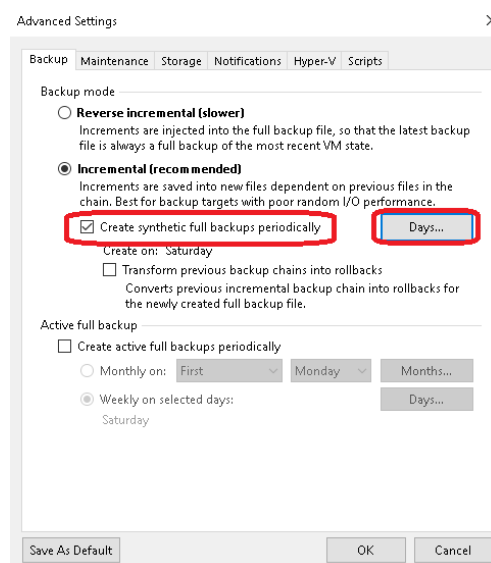 Advanced Settings
Backup Maintenance Storage Notifications Hyper-V Scripts
Backup mode
Reverse incremental (slower)
Increments are injected into the full backup file, so that the latest backup
file is always a full backup of the most recent VM state.
Incremental (recommended)
Increments are saved into new files dependent on previous files in the
chain. Best for backup targets with poor random I/O performance.
Create synthetic full backups periodically Days...
Create on: Saturday
Transform previous backup chains into rollbacks
Converts previous incremental backup chain into rollbacks for
the newly created full backup file.
Active full backup
Create active full backups periodically
Monthly on: First Monday Months...
Weekly on selected days: Days...
Saturday
Save As Default OK Cancel